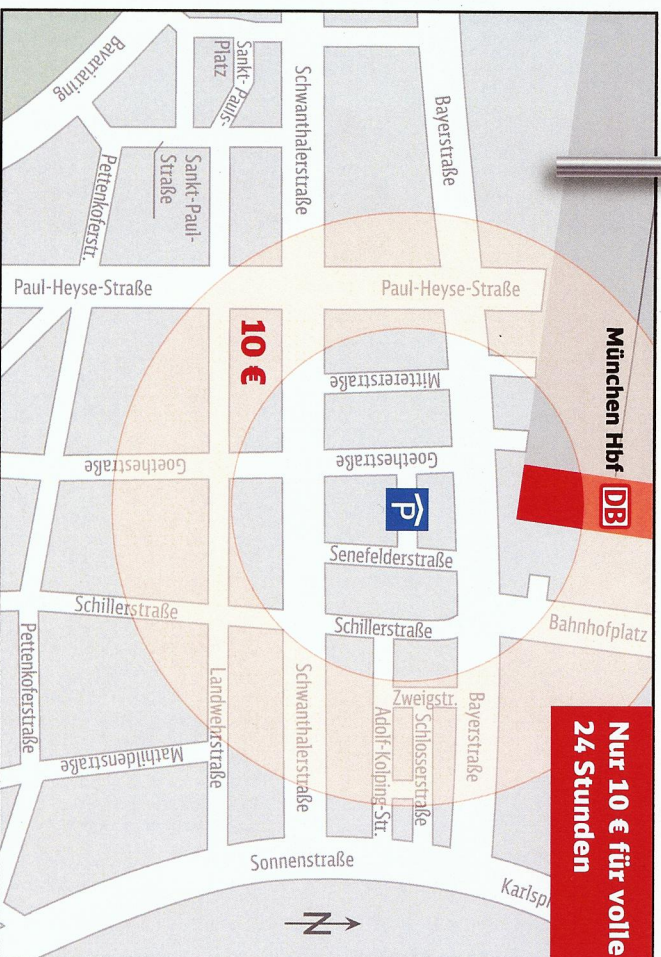 Bavariaring
Sankt-Pauls-
Platz
Schwanthalerstraße
Bayerstraße
Sankt-Paul-
Straße
Pettenkoferstr.
Paul-Heyse-Straße
Paul-Heyse-Straße
10 €
Mittererstraße
München Hbf
DB
Goethestraße
Goethestraße
P
Senefelderstraße
Schillerstraße
Schillerstraße
Bahnhofplatz
Pettenkoferstraße
Mathildenstraße
Landwehrstraße
Schwanthalerstraße
Zweigstr.
Adolf-Kolping-Str.
Schlosserstraße
Bayerstraße
Nur 10 € für volle
24 Stunden
Sonnenstraße
Karlspl
N